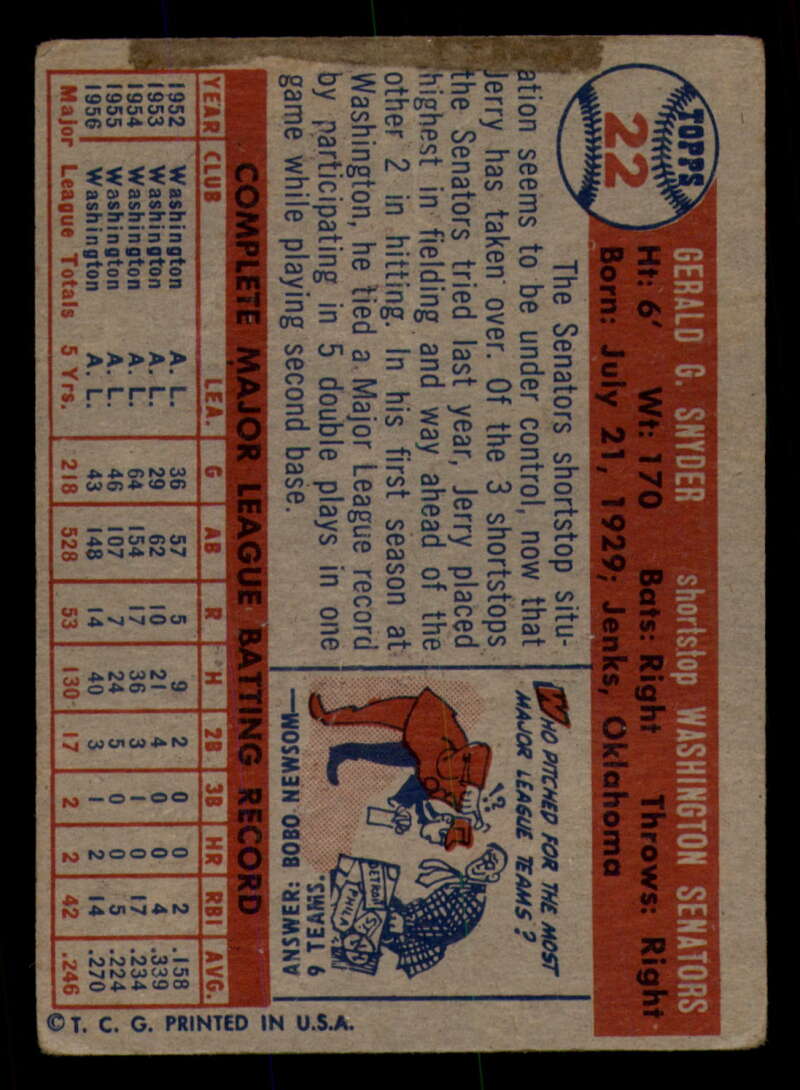 TOPPS
22
GERALD G. SNYDER shortstop WASHINGTON SENATORS
Ht: 6' Wt: 170 Bats: Right Throws: Right
Born: July 21, 1929; Jenks, Oklahoma
The Senators shortstop situ-
ation seems to be under control, now that
Jerry has taken over. Of the 3 shortstops
the Senators tried last year, Jerry placed
highest in fielding and way ahead of the
other 2 in hitting. In his first season at
Washington, he tied a Major League record
by participating in 5 double plays in one
game while playing second base.
WHO PITCHED FOR THE MOST
MAJOR LEAGUE TEAMS?
!?
DETROIT
ST.N.Y.
PHILA
ANSWER: BOBO NEWSOM—
9 TEAMS.
COMPLETE MAJOR LEAGUE BATTING RECORD
YEAR CLUB LEA. G AB R H 2B 3B HR RBI AVG.
1952 Washington A. L. 36 57 5 9 2 0 0 2 .158
1953 Washington A. L. 29 62 10 21 4 0 0 4 .339
1954 Washington A. L. 64 154 17 36 3 1 0 17 .234
1955 Washington A. L. 46 107 7 24 5 0 0 5 .224
1956 Washington A. L. 43 148 14 40 3 1 2 14 .270
Major League Totals 5 Yrs. 218 528 53 130 17 2 2 42 .246
© T. C. G. PRINTED IN U.S.A.